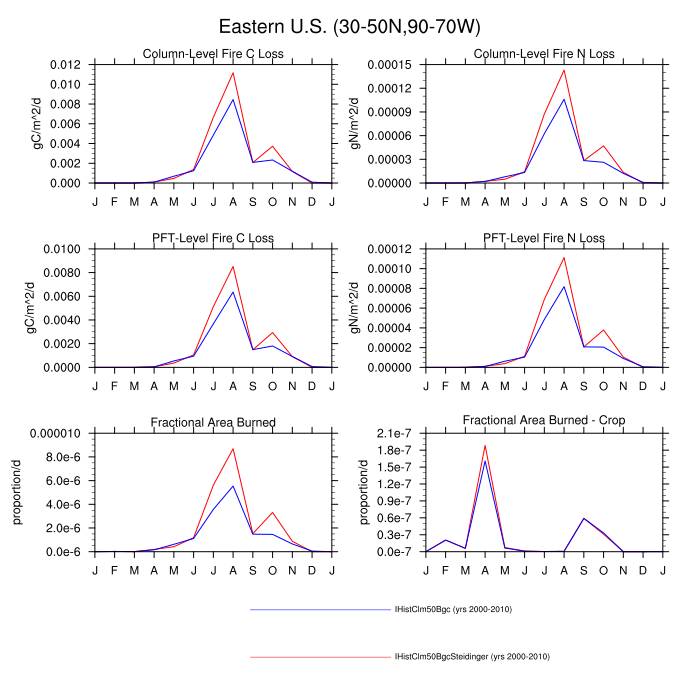 Eastern U.S. (30-50N,90-70W)
Column-Level Fire C Loss
gC/m^2/d
0.012
0.010
0.008
0.006
0.004
0.002
0.000
J F M A M J J A S O N D J
Column-Level Fire N Loss
gN/m^2/d
0.00015
0.00012
0.00009
0.00006
0.00003
0.00000
J F M A M J J A S O N D J
PFT-Level Fire C Loss
gC/m^2/d
0.0100
0.0080
0.0060
0.0040
0.0020
0.0000
J F M A M J J A S O N D J
PFT-Level Fire N Loss
gN/m^2/d
0.00012
0.00010
0.00008
0.00006
0.00004
0.00002
0.00000
J F M A M J J A S O N D J
Fractional Area Burned
proportion/d
0.000010
8.0e-6
6.0e-6
4.0e-6
2.0e-6
0.0e-6
J F M A M J J A S O N D J
Fractional Area Burned - Crop
proportion/d
2.1e-7
1.8e-7
1.5e-7
1.2e-7
0.9e-7
0.6e-7
0.3e-7
0.0e-7
J F M A M J J A S O N D J
IHistClm50Bgc (yrs 2000-2010)
IHistClm50BgcSteidinger (yrs 2000-2010)